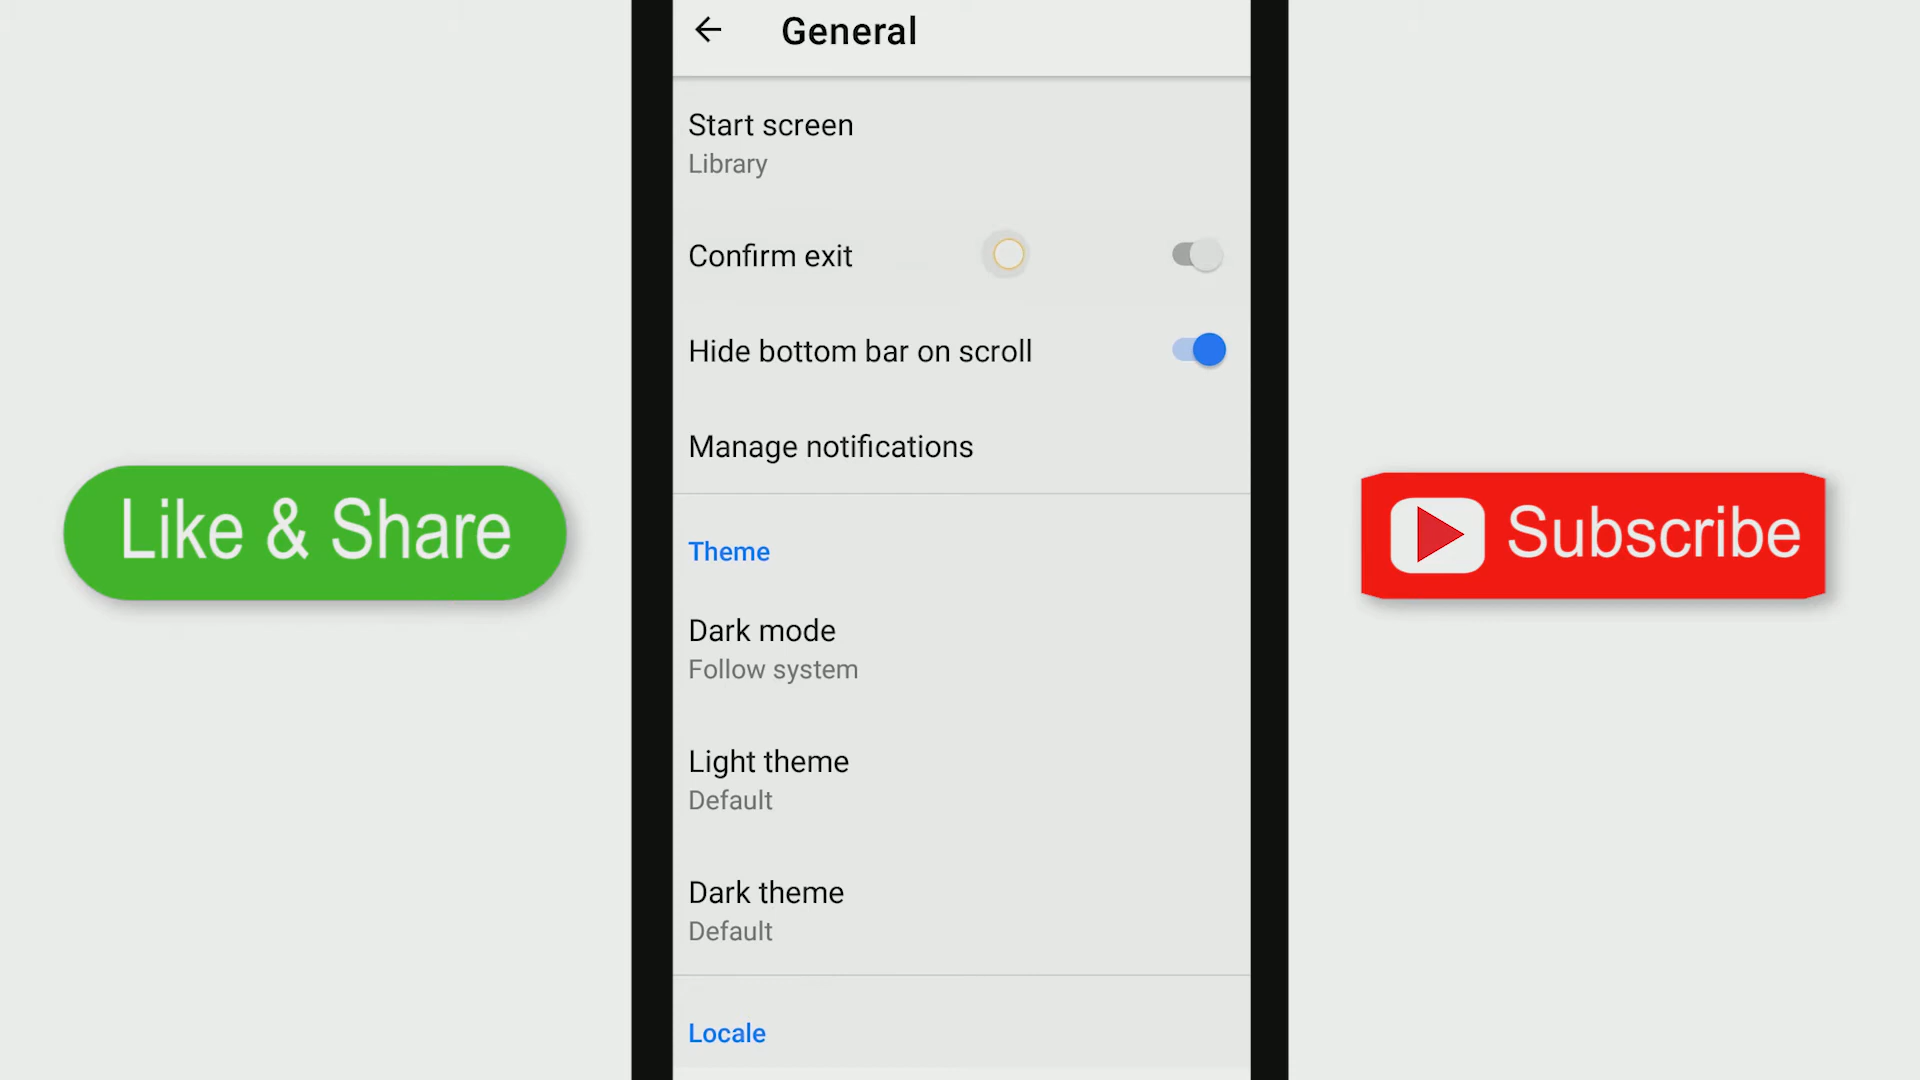 General
Start screen
Library
Confirm exit
Hide bottom bar on scroll
Manage notifications
Like & Share
Subscribe
Theme
Dark mode
Follow system
Light theme
Default
Dark theme
Default
Locale